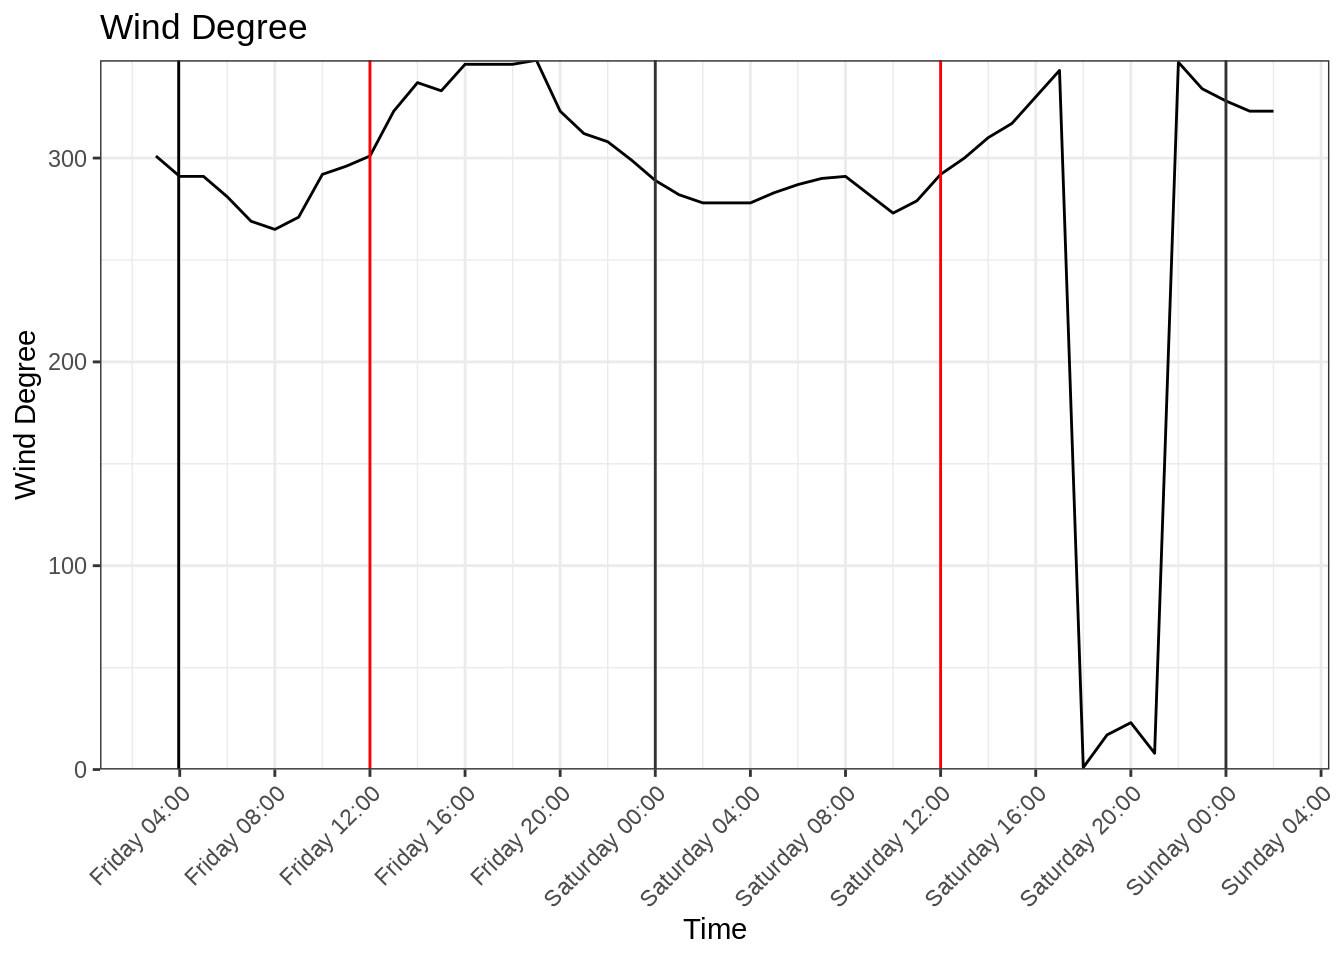 Wind Degree
Wind Degree
300
200
100
0
Friday 04:00
Friday 08:00
Friday 12:00
Friday 16:00
Friday 20:00
Saturday 00:00
Saturday 04:00
Saturday 08:00
Saturday 12:00
Saturday 16:00
Saturday 20:00
Sunday 00:00
Sunday 04:00
Time